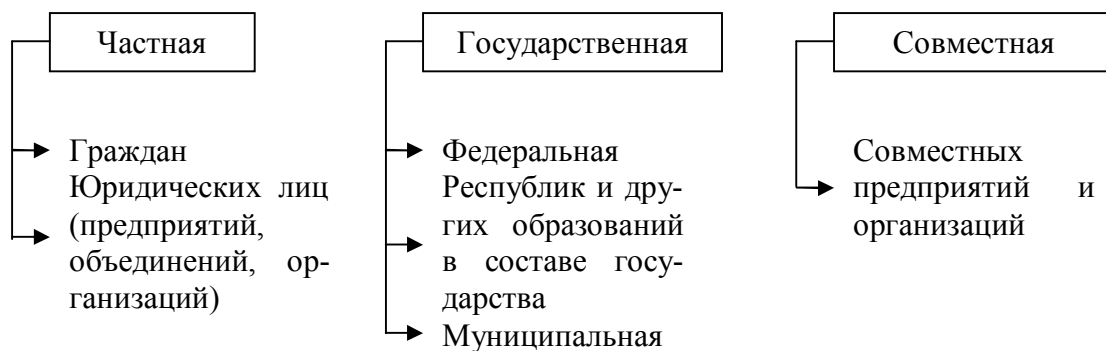 Частная
Граждан
Юридических лиц
(предприятий,
объединений, ор-
ганизаций)
Государственная
Федеральная
Республик и дру-
гих образований
в составе госу-
дарства
Муниципальная
Совместная
Совместных
предприятий и
организаций